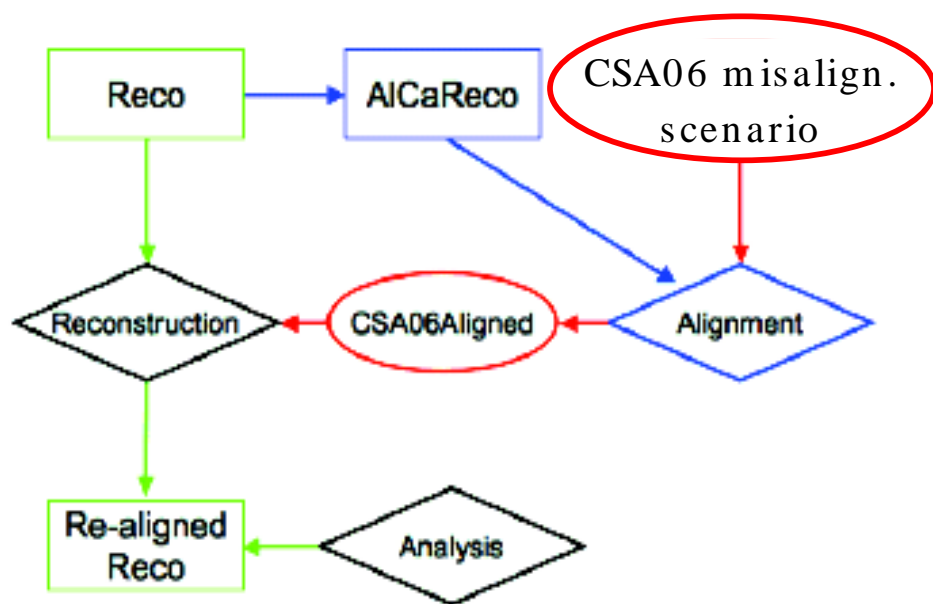 Reco
AlCaReco
CSA06 misalign.
scenario
Reconstruction
CSA06Aligned
Alignment
Re-aligned
Reco
Analysis